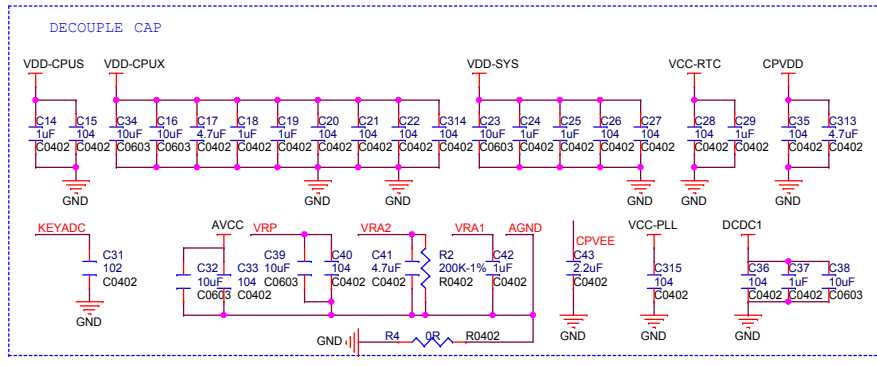 DECOUPLE CAP
VDD-CPUS VDD-CPUX VDD-SYS VCC-RTC CPVDD
C14 C15 C34 C16 C17 C18 C19 C20 C21 C22 C314 C23 C24 C25 C26 C27 C28 C29 C35 C313
1uF 104 10uF 10uF 4.7uF 1uF 1uF 104 104 104 104 10uF 1uF 1uF 104 104 104 1uF 104 4.7uF
C0402 C0402 C0603 C0603 C0402 C0402 C0402 C0402 C0402 C0402 C0402 C0603 C0402 C0402 C0402 C0402 C0402 C0402 C0402 C0402
GND GND GND GND GND GND
KEYADC AVCC VRP VRA2 VRA1 AGND CPVEE VCC-PLL DCDC1
C31 C32 C33 C39 C40 C41 R2 C42 C43 C315 C36 C37 C38
102 10uF 104 10uF 104 4.7uF 200K-1% 1uF 2.2uF 104 104 1uF 10uF
C0402 C0603 C0402 C0603 C0402 C0402 R0402 C0402 C0402 C0402 C0402 C0402 C0603
GND GND R4 0R R0402 GND GND GND